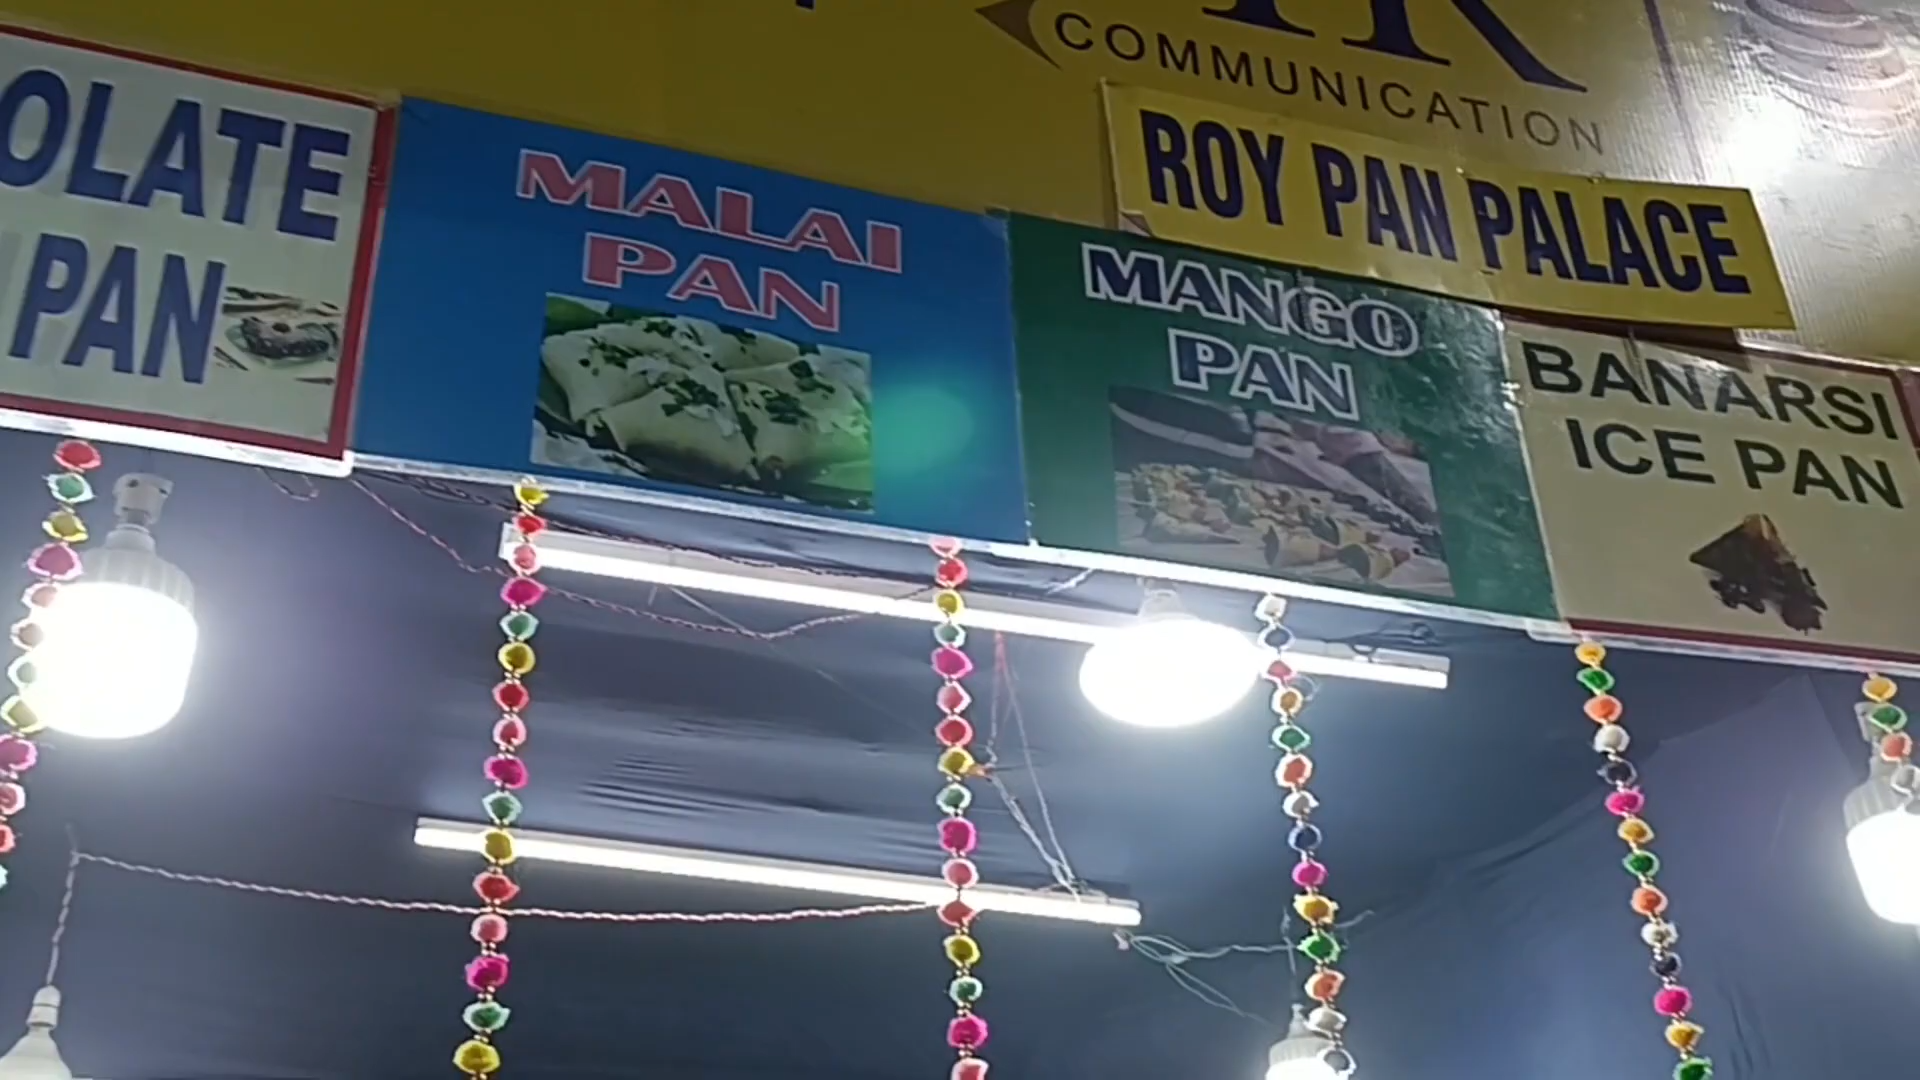 COMMUNICATION
ROY PAN PALACE
OLATE
PAN
MALAI
PAN
MANGO
PAN
BANARSI
ICE PAN